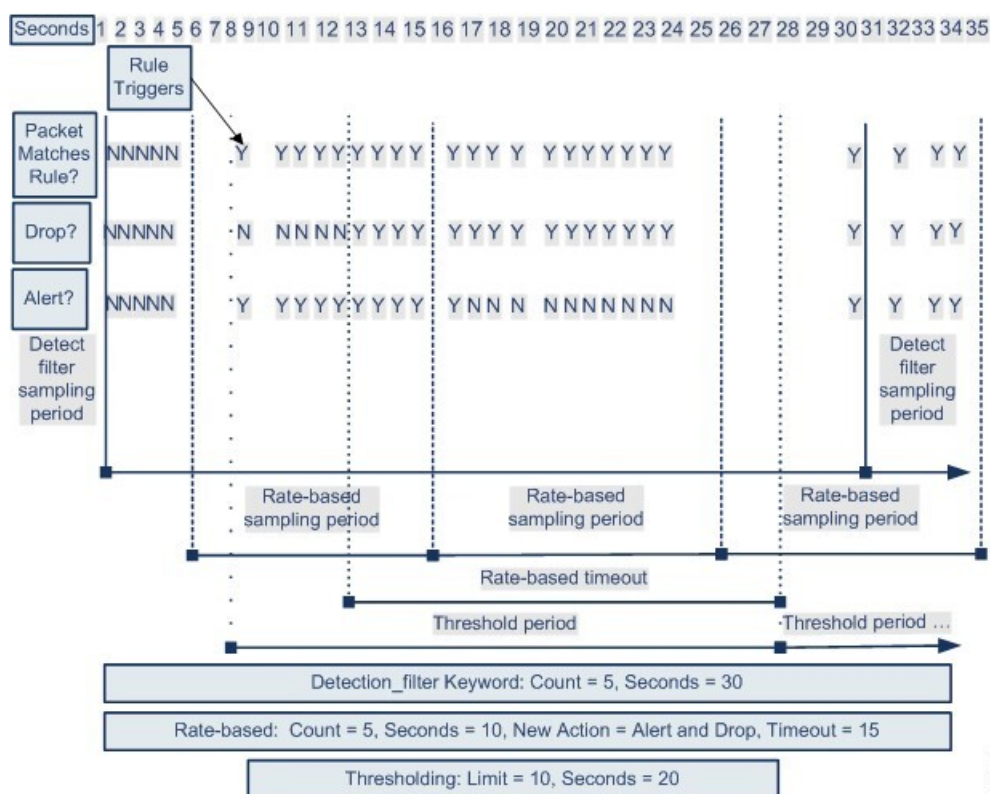 Seconds 1 2 3 4 5 6 7 8 9 10 11 12 13 14 15 16 17 18 19 20 21 22 23 24 25 26 27 28 29 30 31 32 33 34 35
Rule
Triggers
Packet
Matches
Rule?
NNNNN Y YYYYYYYY YYYY YYYYYYY Y Y YY
Drop?
NNNNN N NNNNYYYY YYYY YYYYYYY Y Y YY
Alert?
NNNNN Y YYYYYYYY YNNN NNNNNNN Y Y YY
Detect
filter
sampling
period
Detect
filter
sampling
period
Rate-based
sampling period
Rate-based
sampling period
Rate-based
sampling period
Rate-based timeout
Threshold period
Threshold period ...
Detection_filter Keyword: Count = 5, Seconds = 30
Rate-based: Count = 5, Seconds = 10, New Action = Alert and Drop, Timeout = 15
Thresholding: Limit = 10, Seconds = 20